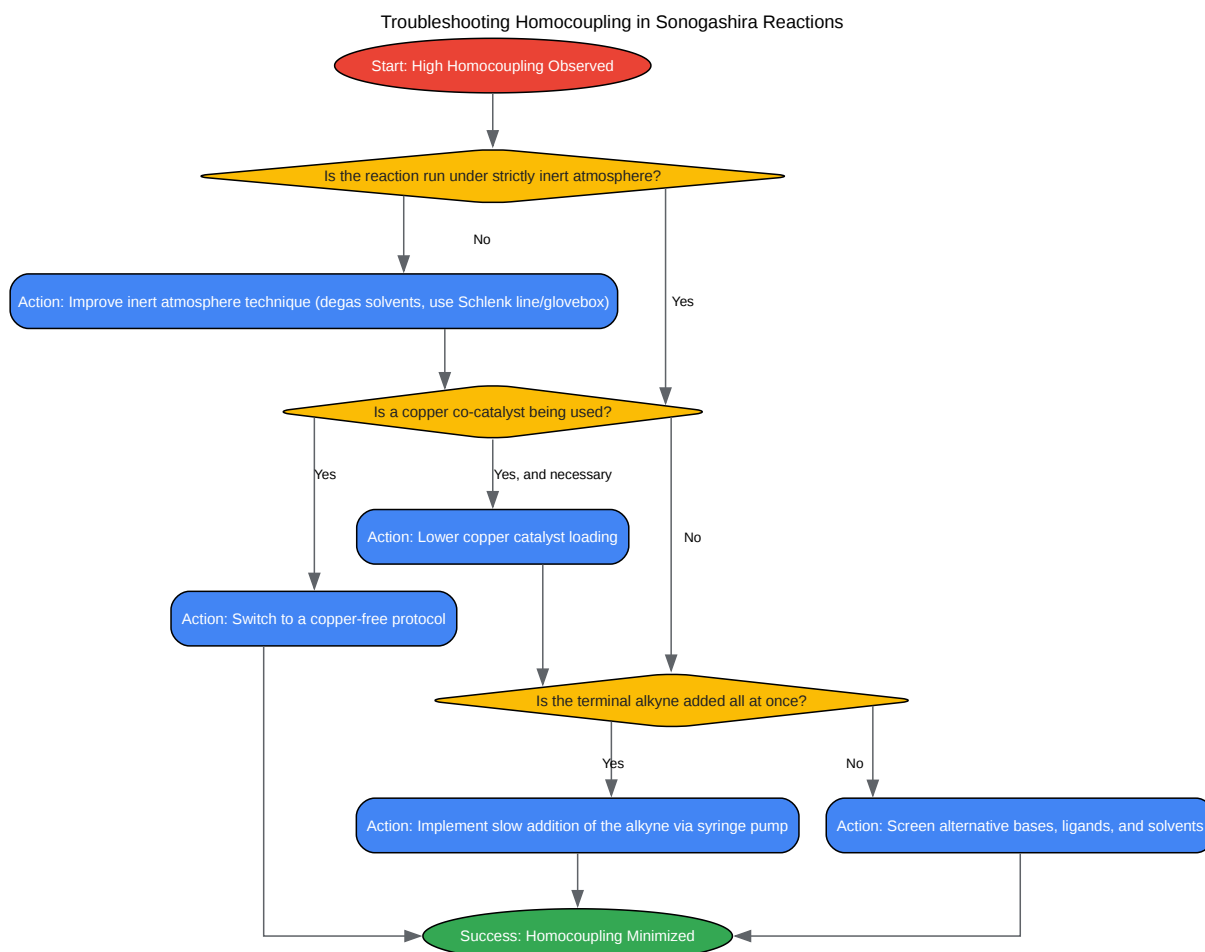 Troubleshooting Homocoupling in Sonogashira Reactions
Start: High Homocoupling Observed
Is the reaction run under strictly inert atmosphere?
No
Action: Improve inert atmosphere technique (degas solvents, use Schlenk line/glovebox)
Yes
Is a copper co-catalyst being used?
Yes
Yes, and necessary
Action: Lower copper catalyst loading
No
Action: Switch to a copper-free protocol
Is the terminal alkyne added all at once?
Yes
No
Action: Implement slow addition of the alkyne via syringe pump
Action: Screen alternative bases, ligands, and solvents
Success: Homocoupling Minimized